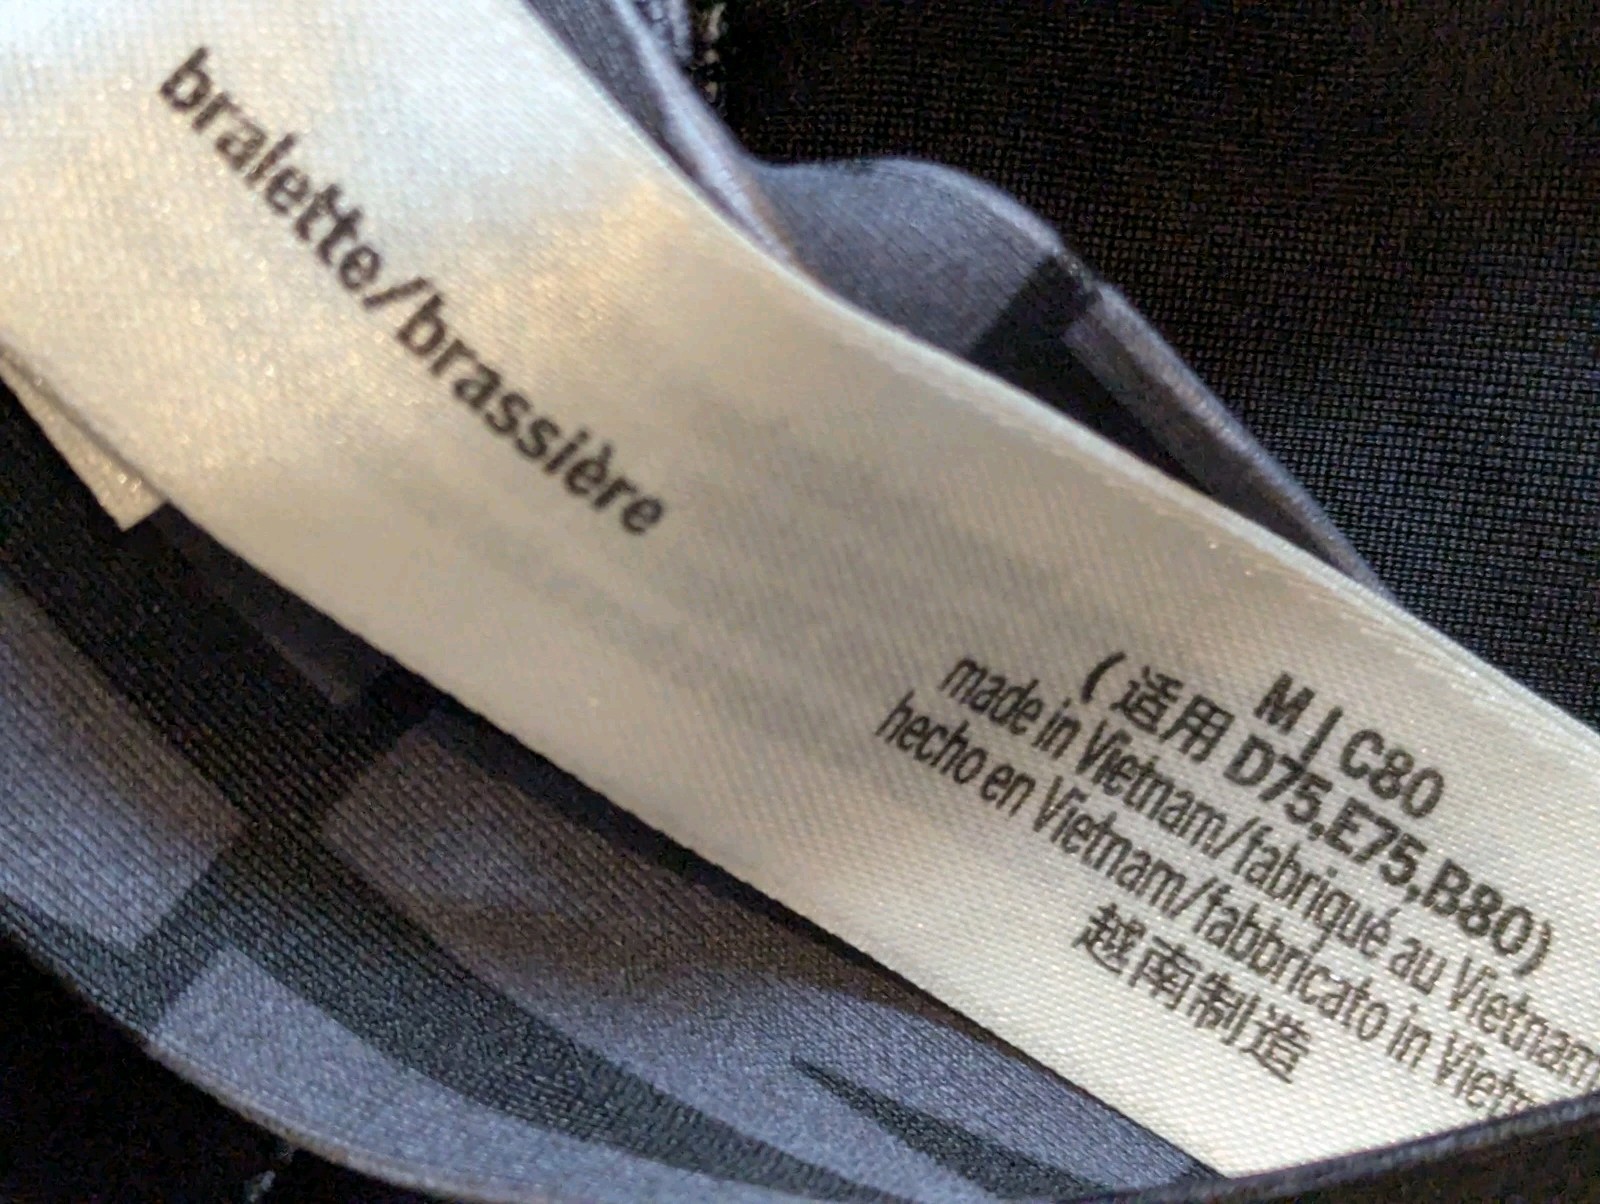 bralette/brassière
M | C80
(适用 D75,E75,B80)
made in Vietnam/fabriqué au Vietnam
hecho en Vietnam/fabbricato in
越南制造